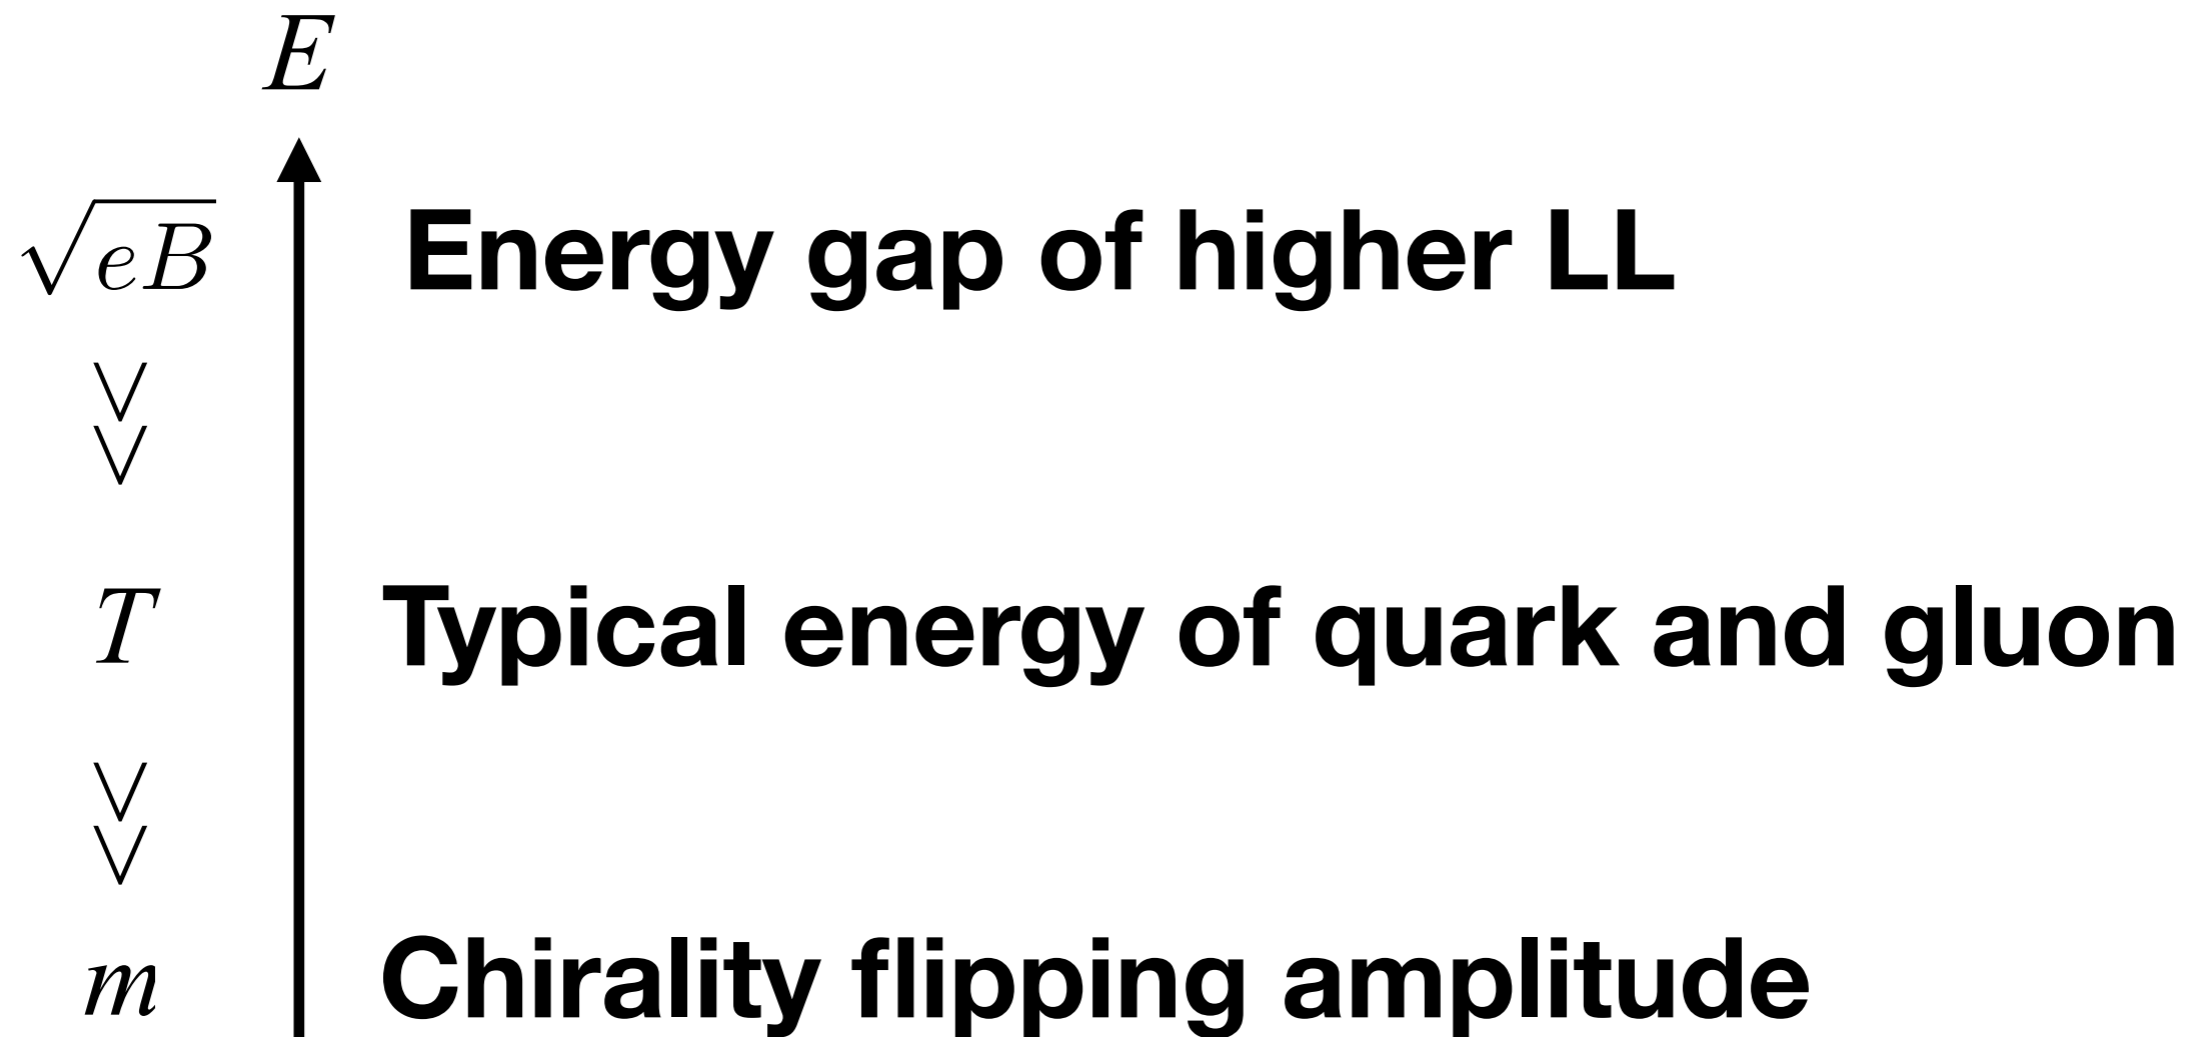 E
√eB Energy gap of higher LL
≫
T Typical energy of quark and gluon
≫
m Chirality flipping amplitude